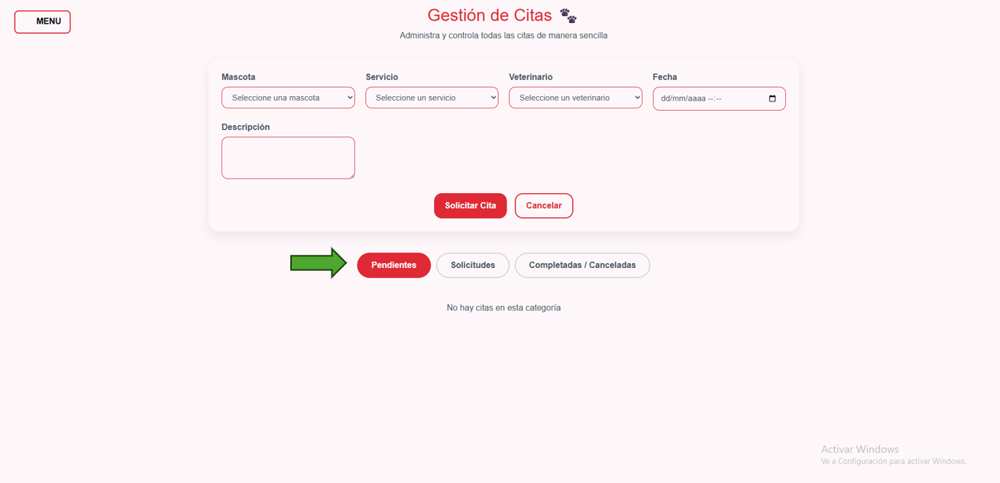 MENU
Gestión de Citas
Administra y controla todas las citas de manera sencilla
Mascota
Servicio
Veterinario
Fecha
Seleccione una mascota
Seleccione un servicio
Seleccione un veterinario
dd/mm/aaaa --:--
Descripción
Solicitar Cita
Cancelar
Pendientes
Solicitudes
Completadas / Canceladas
No hay citas en esta categoría
Activar Windows
Ve a Configuración para activar Windows.